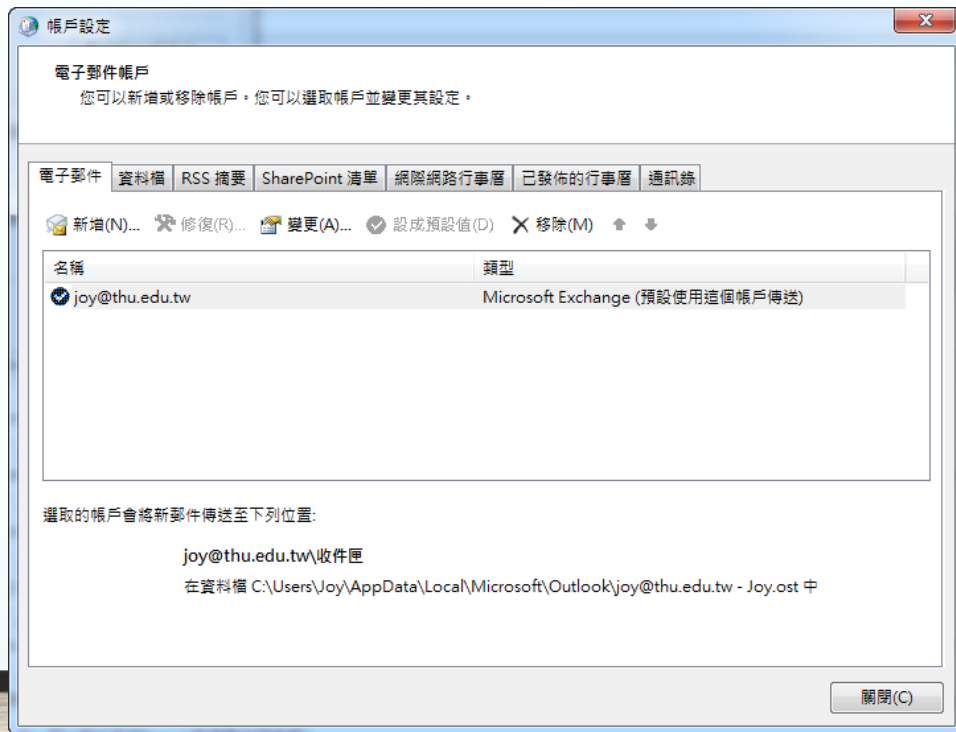 帳戶設定
電子郵件帳戶
您可以新增或移除帳戶。您可以選取帳戶並變更其設定。
電子郵件 資料檔 RSS 摘要 SharePoint 清單 網際網路行事曆 已發佈的行事曆 通訊錄
新增(N)... 修復(R)... 變更(A)... 設成預設值(D) 移除(M)
名稱 類型
joy@thu.edu.tw Microsoft Exchange (預設使用這個帳戶傳送)
選取的帳戶會將新郵件傳送至下列位置:
joy@thu.edu.tw\收件匣
在資料檔 C:\Users\Joy\AppData\Local\Microsoft\Outlook\joy@thu.edu.tw - Joy.ost 中
關閉(C)